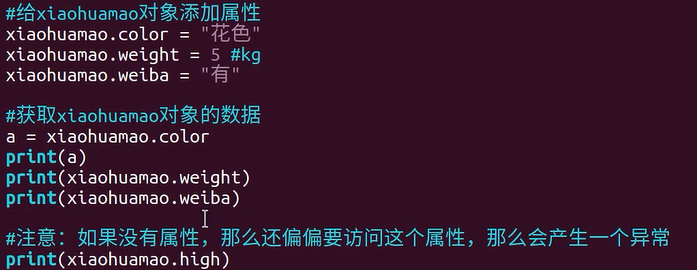 #给xiaohuamao对象添加属性
xiaohuamao.color = "花色"
xiaohuamao.weight = 5 #kg
xiaohuamao.weiba = "有"
#获取xiaohuamao对象的数据
a = xiaohuamao.color
print(a)
print(xiaohuamao.weight)
print(xiaohuamao.weiba)
#注意：如果没有属性，那么还偏偏要访问这个属性，那么会产生一个异常
print(xiaohuamao.high)